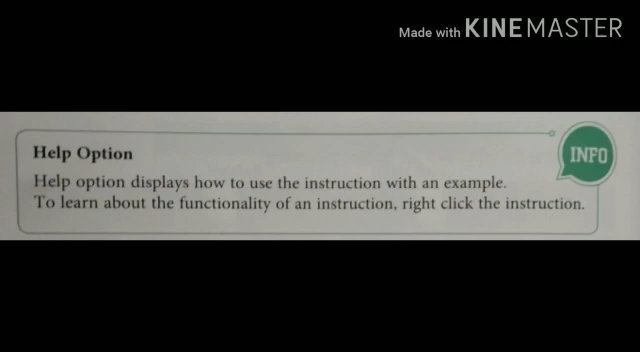 Made with KINEMASTER
Help Option
INFO
Help option displays how to use the instruction with an example.
To learn about the functionality of an instruction, right click the instruction.